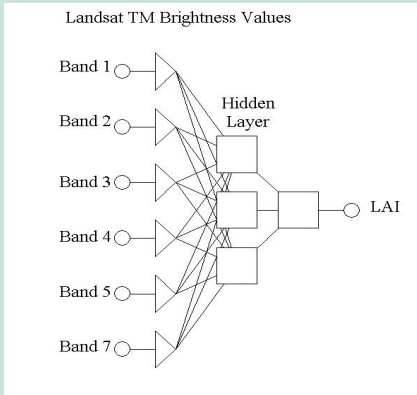 Landsat TM Brightness Values
Band 1
Hidden
Layer
Band 2
Band 3
LAI
Band 4
Band 5
Band 7